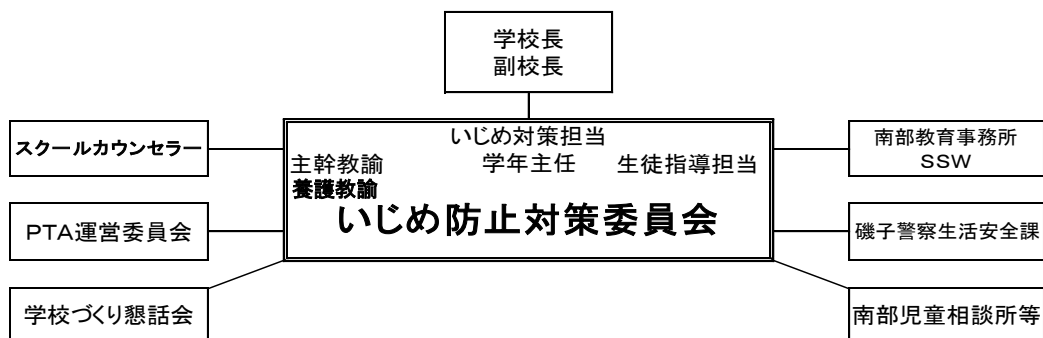 学校長
副校長
いじめ対策担当
主幹教諭 学年主任 生徒指導担当
養護教諭
いじめ防止対策委員会
スクールカウンセラー
PTA運営委員会
学校づくり懇話会
南部教育事務所
SSW
磯子警察生活安全課
南部児童相談所等